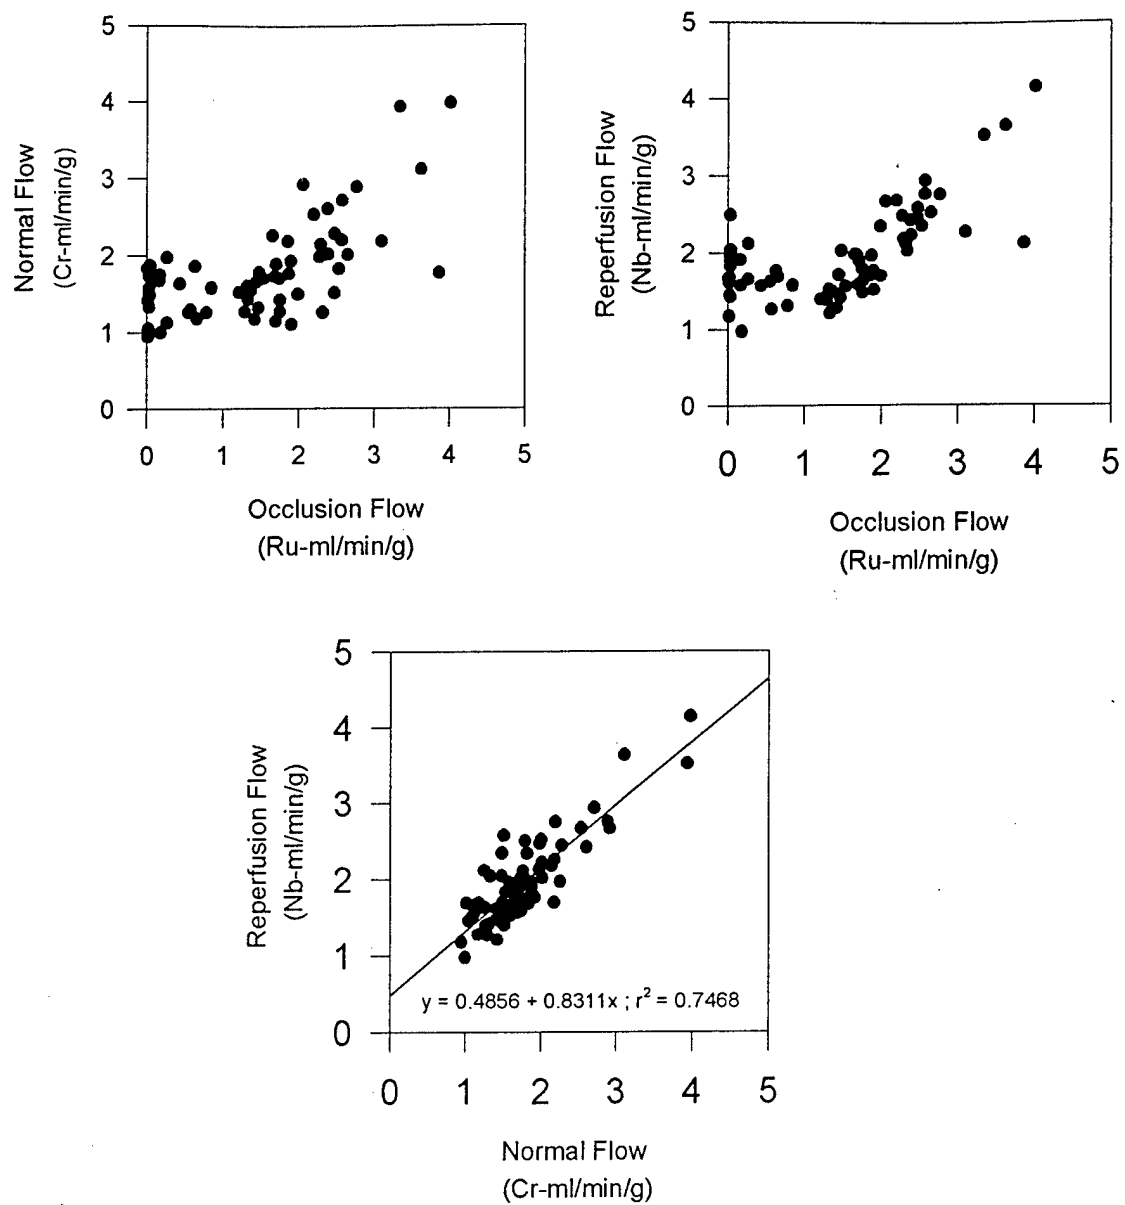 5
4
3
2
1
0
Normal Flow
(Cr-ml/min/g)
0 1 2 3 4 5
Occlusion Flow
(Ru-ml/min/g)
5
4
3
2
1
0
Reperfusion Flow
(Nb-ml/min/g)
0 1 2 3 4 5
Occlusion Flow
(Ru-ml/min/g)
5
4
3
2
1
0
Reperfusion Flow
(Nb-ml/min/g)
y = 0.4856 + 0.8311x ; r² = 0.7468
0 1 2 3 4 5
Normal Flow
(Cr-ml/min/g)